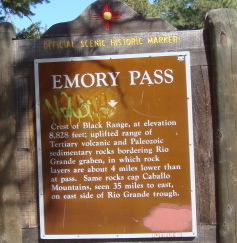 OFFICIAL SCENIC HISTORIC MARKER
EMORY PASS
Crest of Black Range, at elevation
8,828 feet; uplifted range of
Tertiary volcanic and Paleozoic
sedimentary rocks bordering Rio
Grande graben, in which rock
layers are about 4 miles lower than
at pass. Same rocks cap Caballo
Mountains, seen 35 miles to east,
on east side of Rio Grande trough.